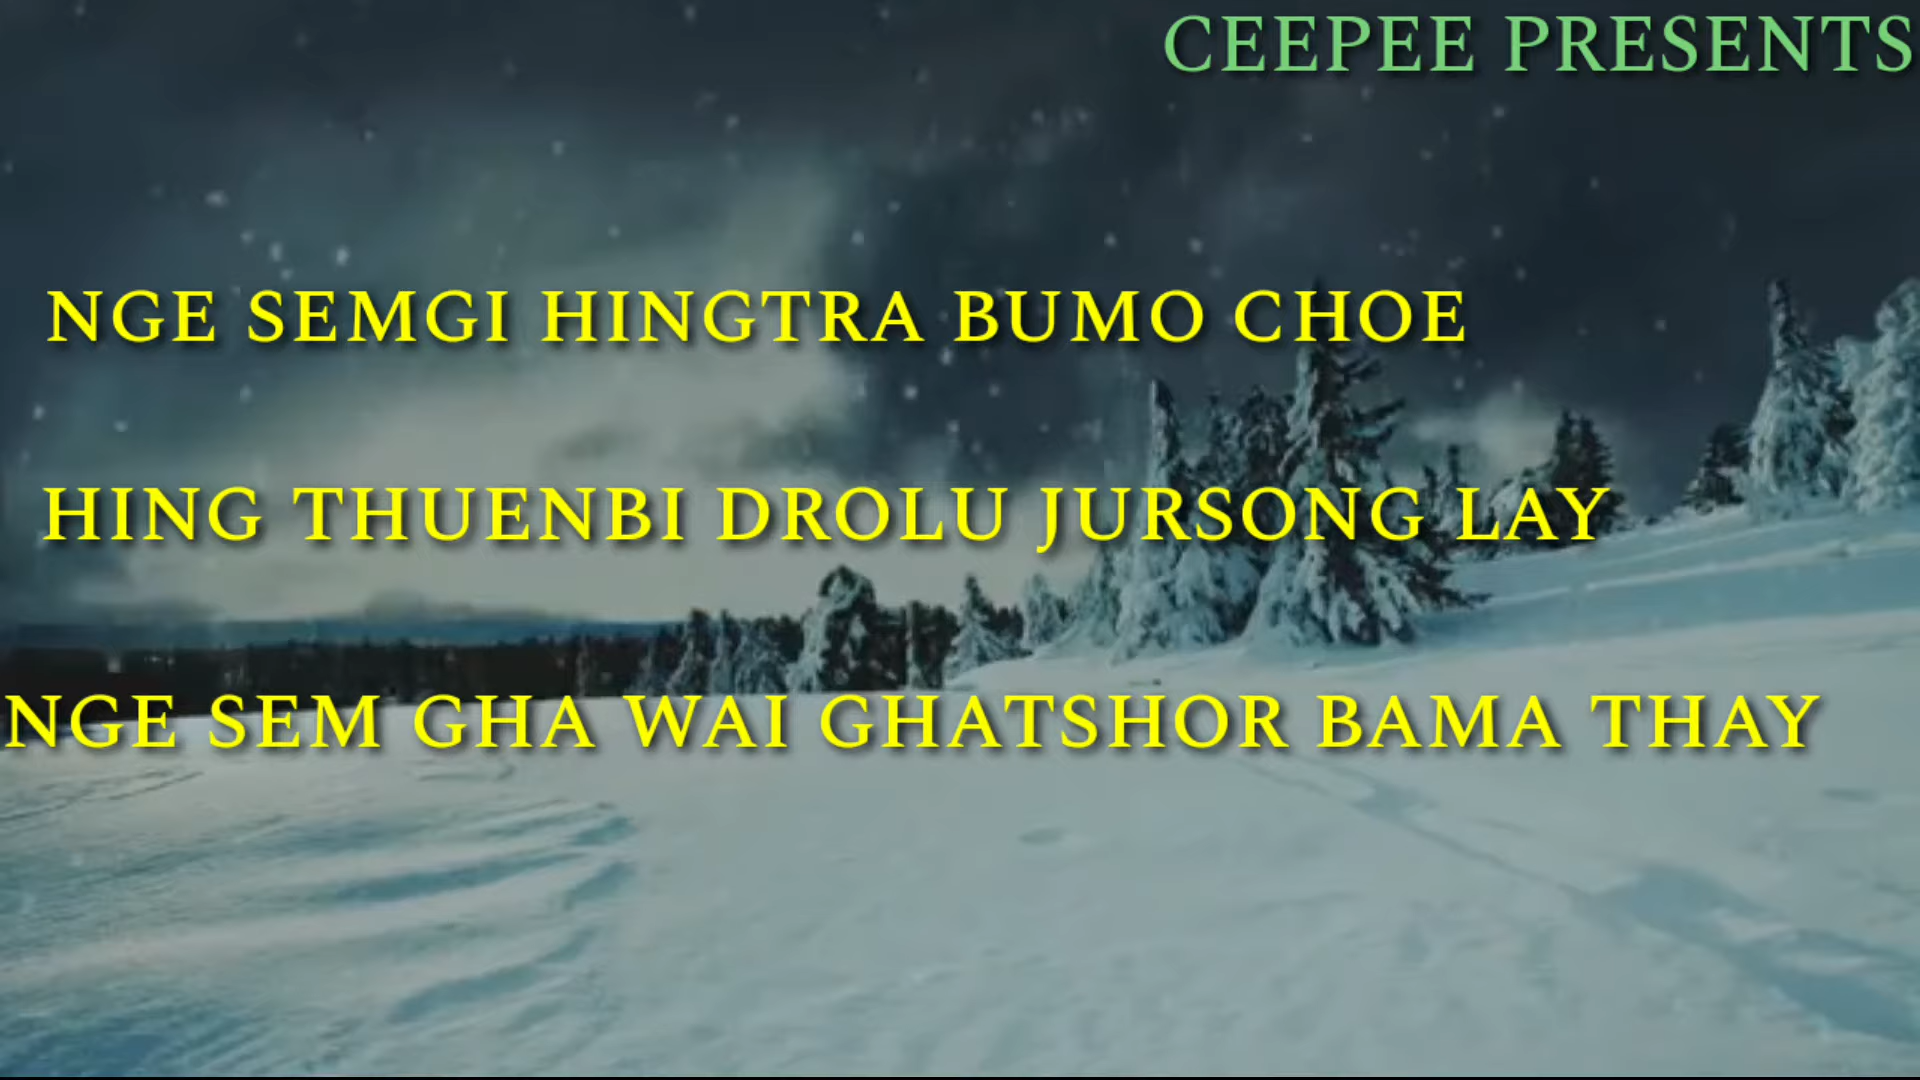 CEEPEE PRESENTS
NGE SEMGI HINGTRA BUMO CHOE
HING THUENBI DROLU JURSONG LAY
NGE SEM GHA WAI GHATSHOR BAMA THAY